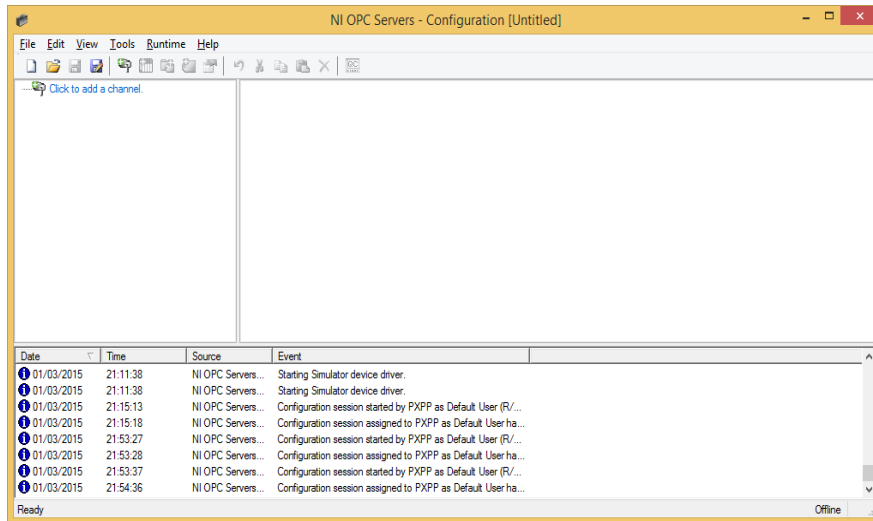 NI OPC Servers - Configuration [Untitled]
File Edit View Tools Runtime Help
Click to add a channel.
Date Time Source Event
01/03/2015 21:11:38 NI OPC Servers... Starting Simulator device driver.
01/03/2015 21:11:38 NI OPC Servers... Starting Simulator device driver.
01/03/2015 21:15:13 NI OPC Servers... Configuration session started by PXPP as Default User (R/...
01/03/2015 21:15:18 NI OPC Servers... Configuration session assigned to PXPP as Default User ha...
01/03/2015 21:53:27 NI OPC Servers... Configuration session started by PXPP as Default User (R/...
01/03/2015 21:53:28 NI OPC Servers... Configuration session assigned to PXPP as Default User ha...
01/03/2015 21:53:37 NI OPC Servers... Configuration session started by PXPP as Default User (R/...
01/03/2015 21:54:36 NI OPC Servers... Configuration session assigned to PXPP as Default User ha...
Ready Offline